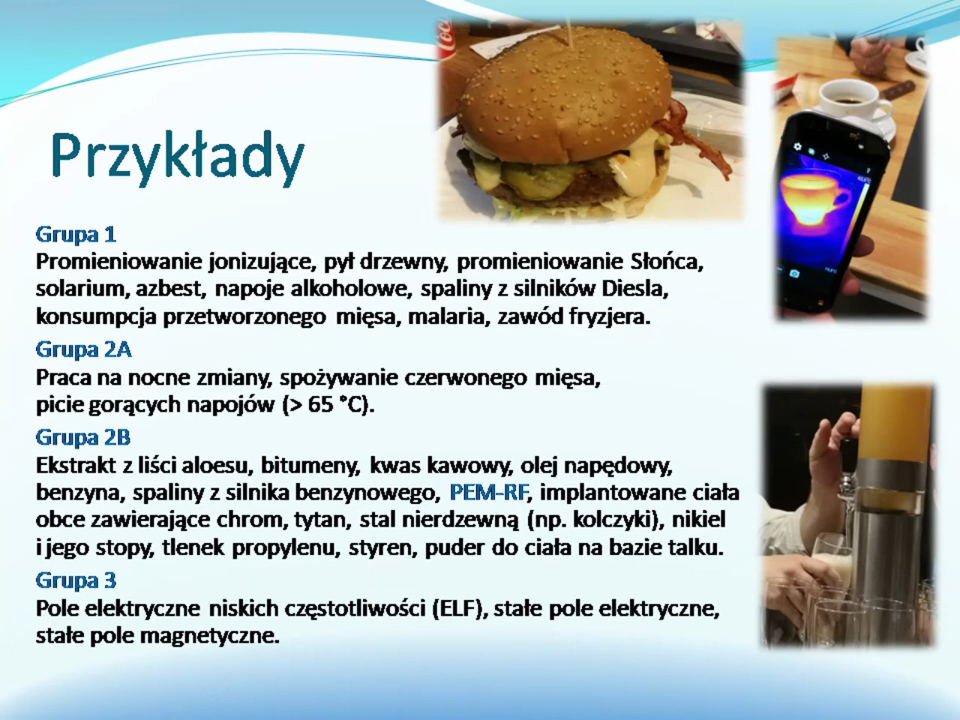 Przykłady
Grupa 1
Promieniowanie jonizujące, pył drzewny, promieniowanie Słońca,
solarium, azbest, napoje alkoholowe, spaliny z silników Diesla,
konsumpcja przetworzonego mięsa, malaria, zawód fryzjera.
Grupa 2A
Praca na nocne zmiany, spożywanie czerwonego mięsa,
picie gorących napojów (> 65 °C).
Grupa 2B
Ekstrakt z liści aloesu, bitumeny, kwas kawowy, olej napędowy,
benzyna, spaliny z silnika benzynowego, PEM-RF, implantowane ciała
obce zawierające chrom, tytan, stal nierdzewną (np. kolczyki), nikiel
i jego stopy, tlenek propylenu, styren, puder do ciała na bazie talku.
Grupa 3
Pole elektryczne niskich częstotliwości (ELF), stałe pole elektryczne,
stałe pole magnetyczne.